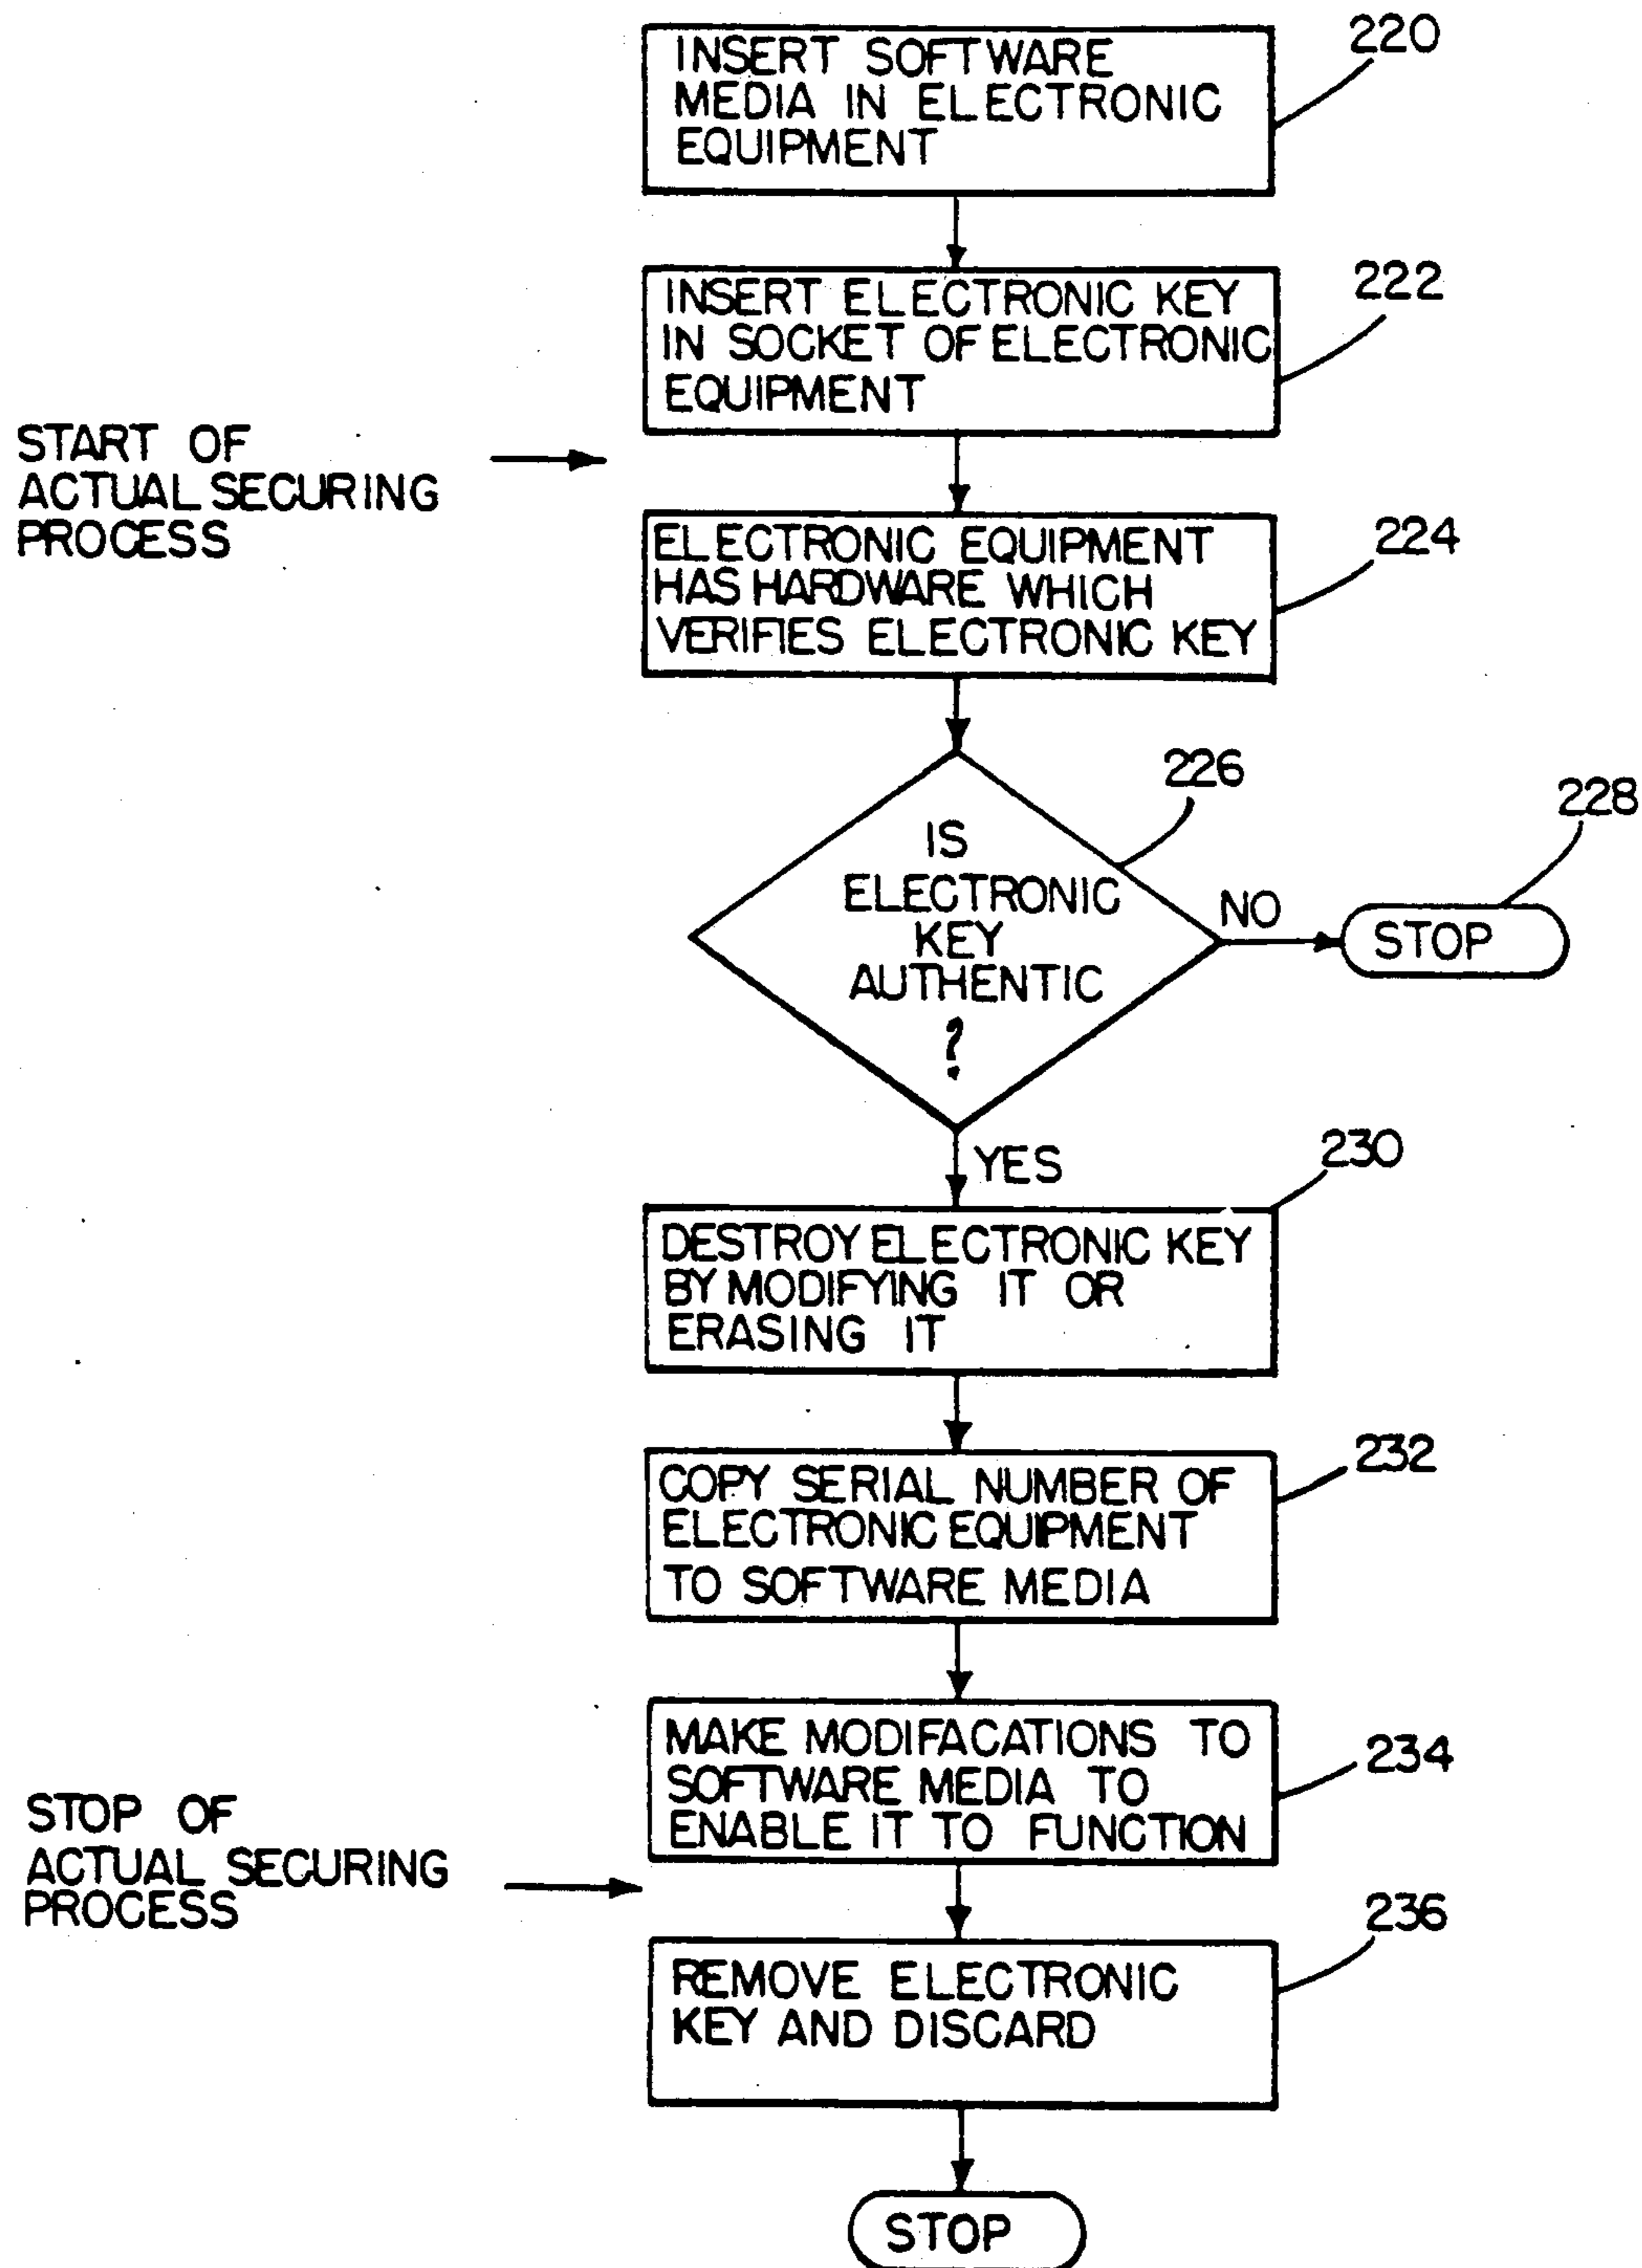 INSERT SOFTWARE
MEDIA IN ELECTRONIC
EQUIPMENT
220
INSERT ELECTRONIC KEY
IN SOCKET OF ELECTRONIC
EQUIPMENT
222
START OF
ACTUAL SECURING
PROCESS
ELECTRONIC EQUIPMENT
HAS HARDWARE WHICH
VERIFIES ELECTRONIC KEY
224
IS
ELECTRONIC
KEY
AUTHENTIC
?
226
NO
STOP
228
YES
DESTROY ELECTRONIC KEY
BY MODIFYING IT OR
ERASING IT
230
COPY SERIAL NUMBER OF
ELECTRONIC EQUIPMENT
TO SOFTWARE MEDIA
232
MAKE MODIFACATIONS TO
SOFTWARE MEDIA TO
ENABLE IT TO FUNCTION
234
STOP OF
ACTUAL SECURING
PROCESS
REMOVE ELECTRONIC
KEY AND DISCARD
236
STOP